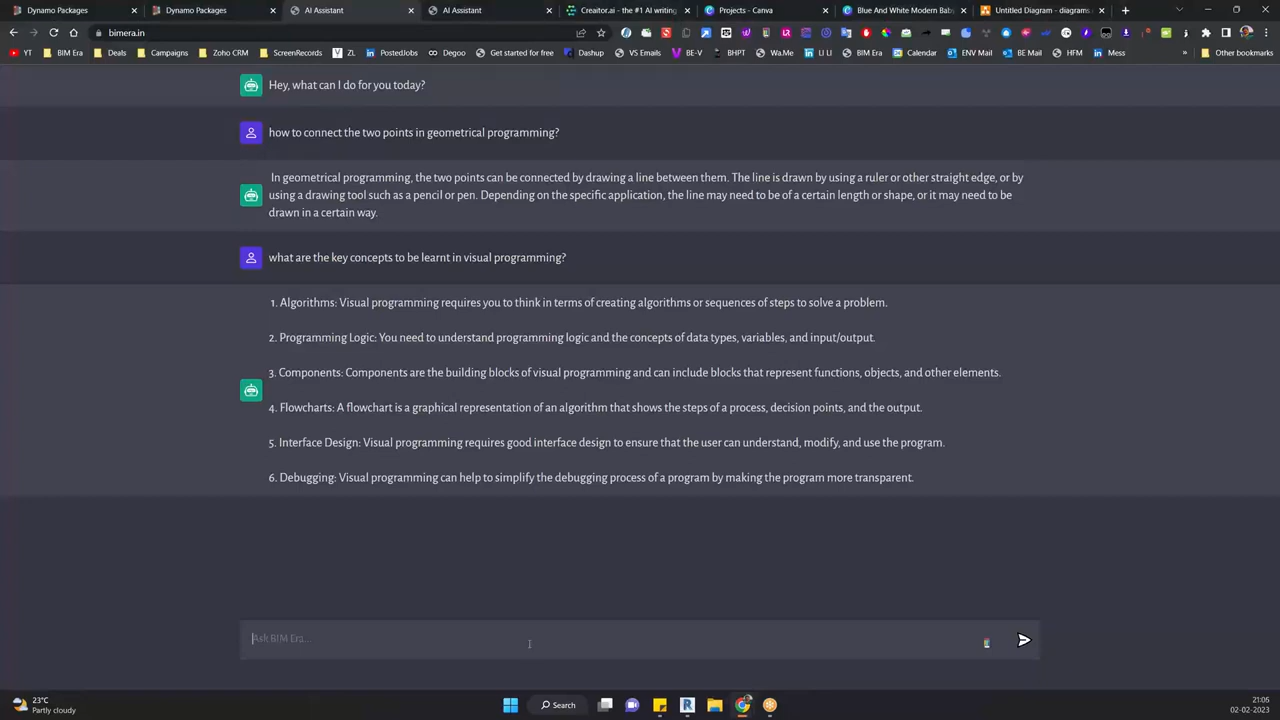 Dynamo Packages
Dynamo Packages
AI Assistant
AI Assistant
Creaitor.ai - the #1 AI writing
Projects - Canva
Blue And White Modern Bab
Untitled Diagram - diagrams
bimera.in
YT
BIM Era
Deals
Campaigns
Zoho CRM
ScreenRecords
ZL
PostedJobs
Degoo
Get started for free
Dashup
VS Emails
BE-V
BHPT
Wa.Me
LI LI
BIM Era
Calendar
ENV Mail
BE Mail
HFM
Mess
Other bookmarks
Hey, what can I do for you today?
how to connect the two points in geometrical programming?
In geometrical programming, the two points can be connected by drawing a line between them. The line is drawn by using a ruler or other straight edge, or by
using a drawing tool such as a pencil or pen. Depending on the specific application, the line may need to be of a certain length or shape, or it may need to be
drawn in a certain way.
what are the key concepts to be learnt in visual programming?
1. Algorithms: Visual programming requires you to think in terms of creating algorithms or sequences of steps to solve a problem.
2. Programming Logic: You need to understand programming logic and the concepts of data types, variables, and input/output.
3. Components: Components are the building blocks of visual programming and can include blocks that represent functions, objects, and other elements.
4. Flowcharts: A flowchart is a graphical representation of an algorithm that shows the steps of a process, decision points, and the output.
5. Interface Design: Visual programming requires good interface design to ensure that the user can understand, modify, and use the program.
6. Debugging: Visual programming can help to simplify the debugging process of a program by making the program more transparent.
Ask BIM Era...
23°C
Partly cloudy
Search
21:05
02-02-2023